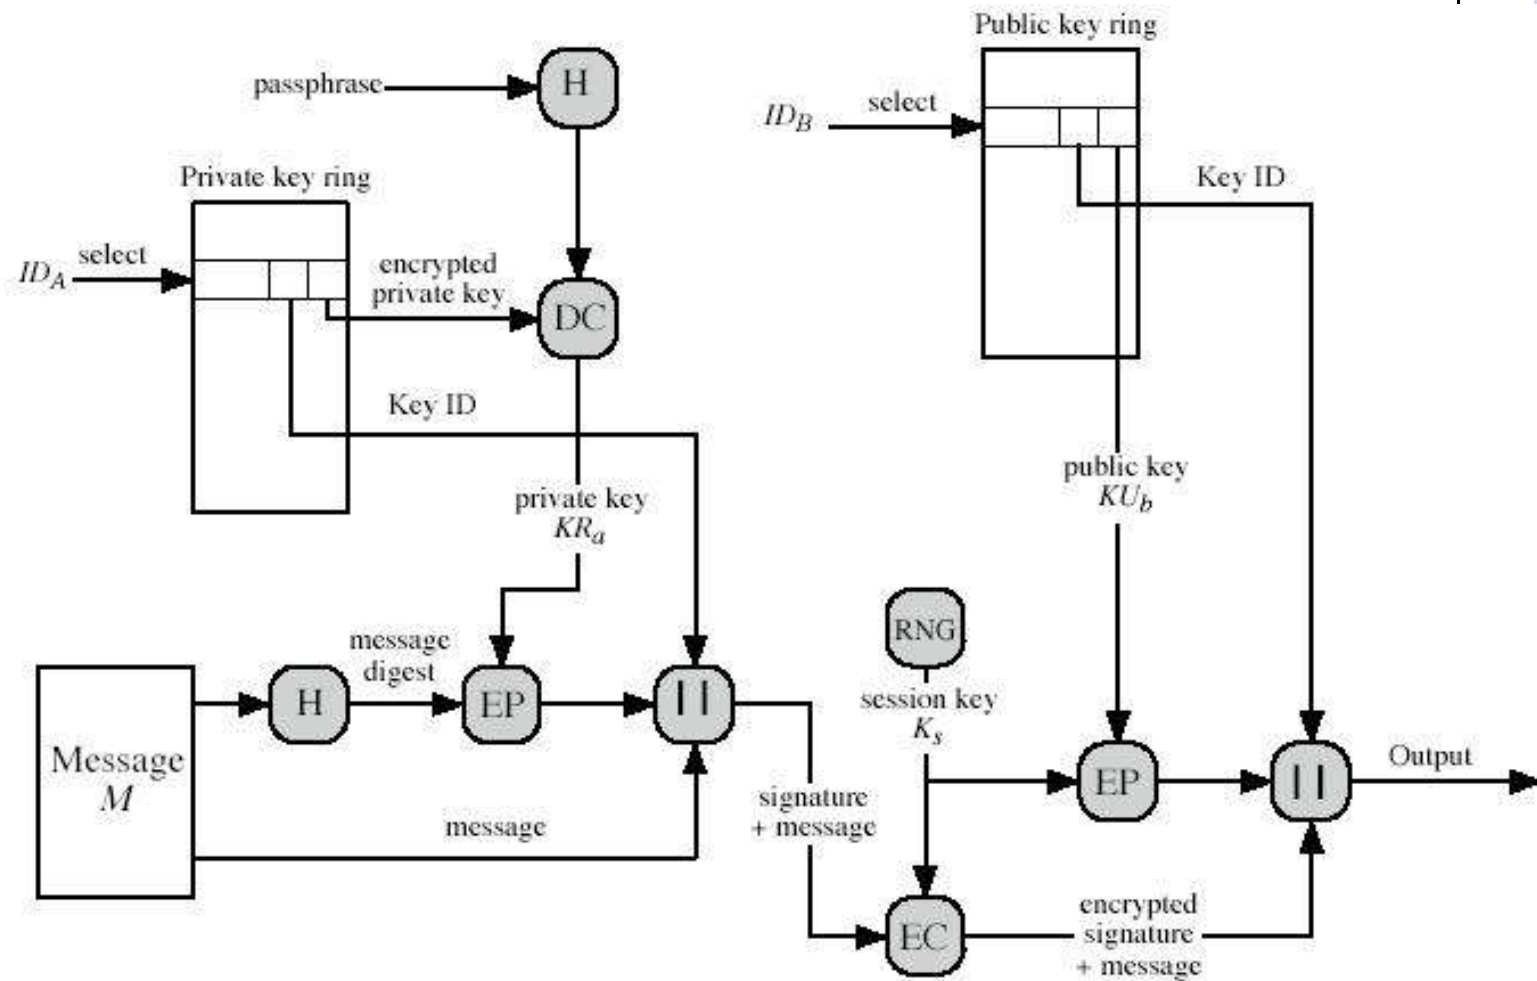 Public key ring
passphrase
H
ID_B
select
Key ID
Private key ring
ID_A
select
encrypted
private key
DC
Key ID
private key
KR_a
public key
KU_b
RNG
session key
K_s
Message
M
H
message
digest
EP
||
message
signature
+ message
EP
||
Output
EC
encrypted
signature
+ message